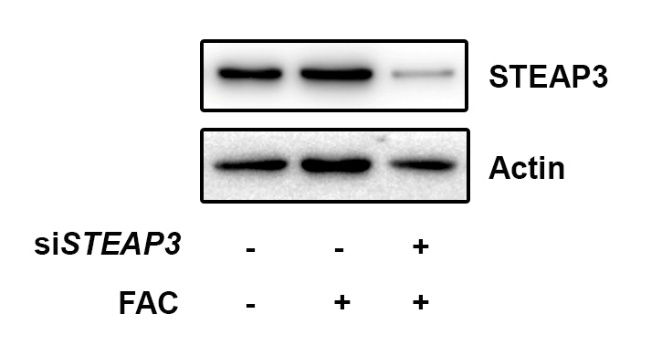 STEAP3
Actin
siSTEAP3 - - +
FAC - + +